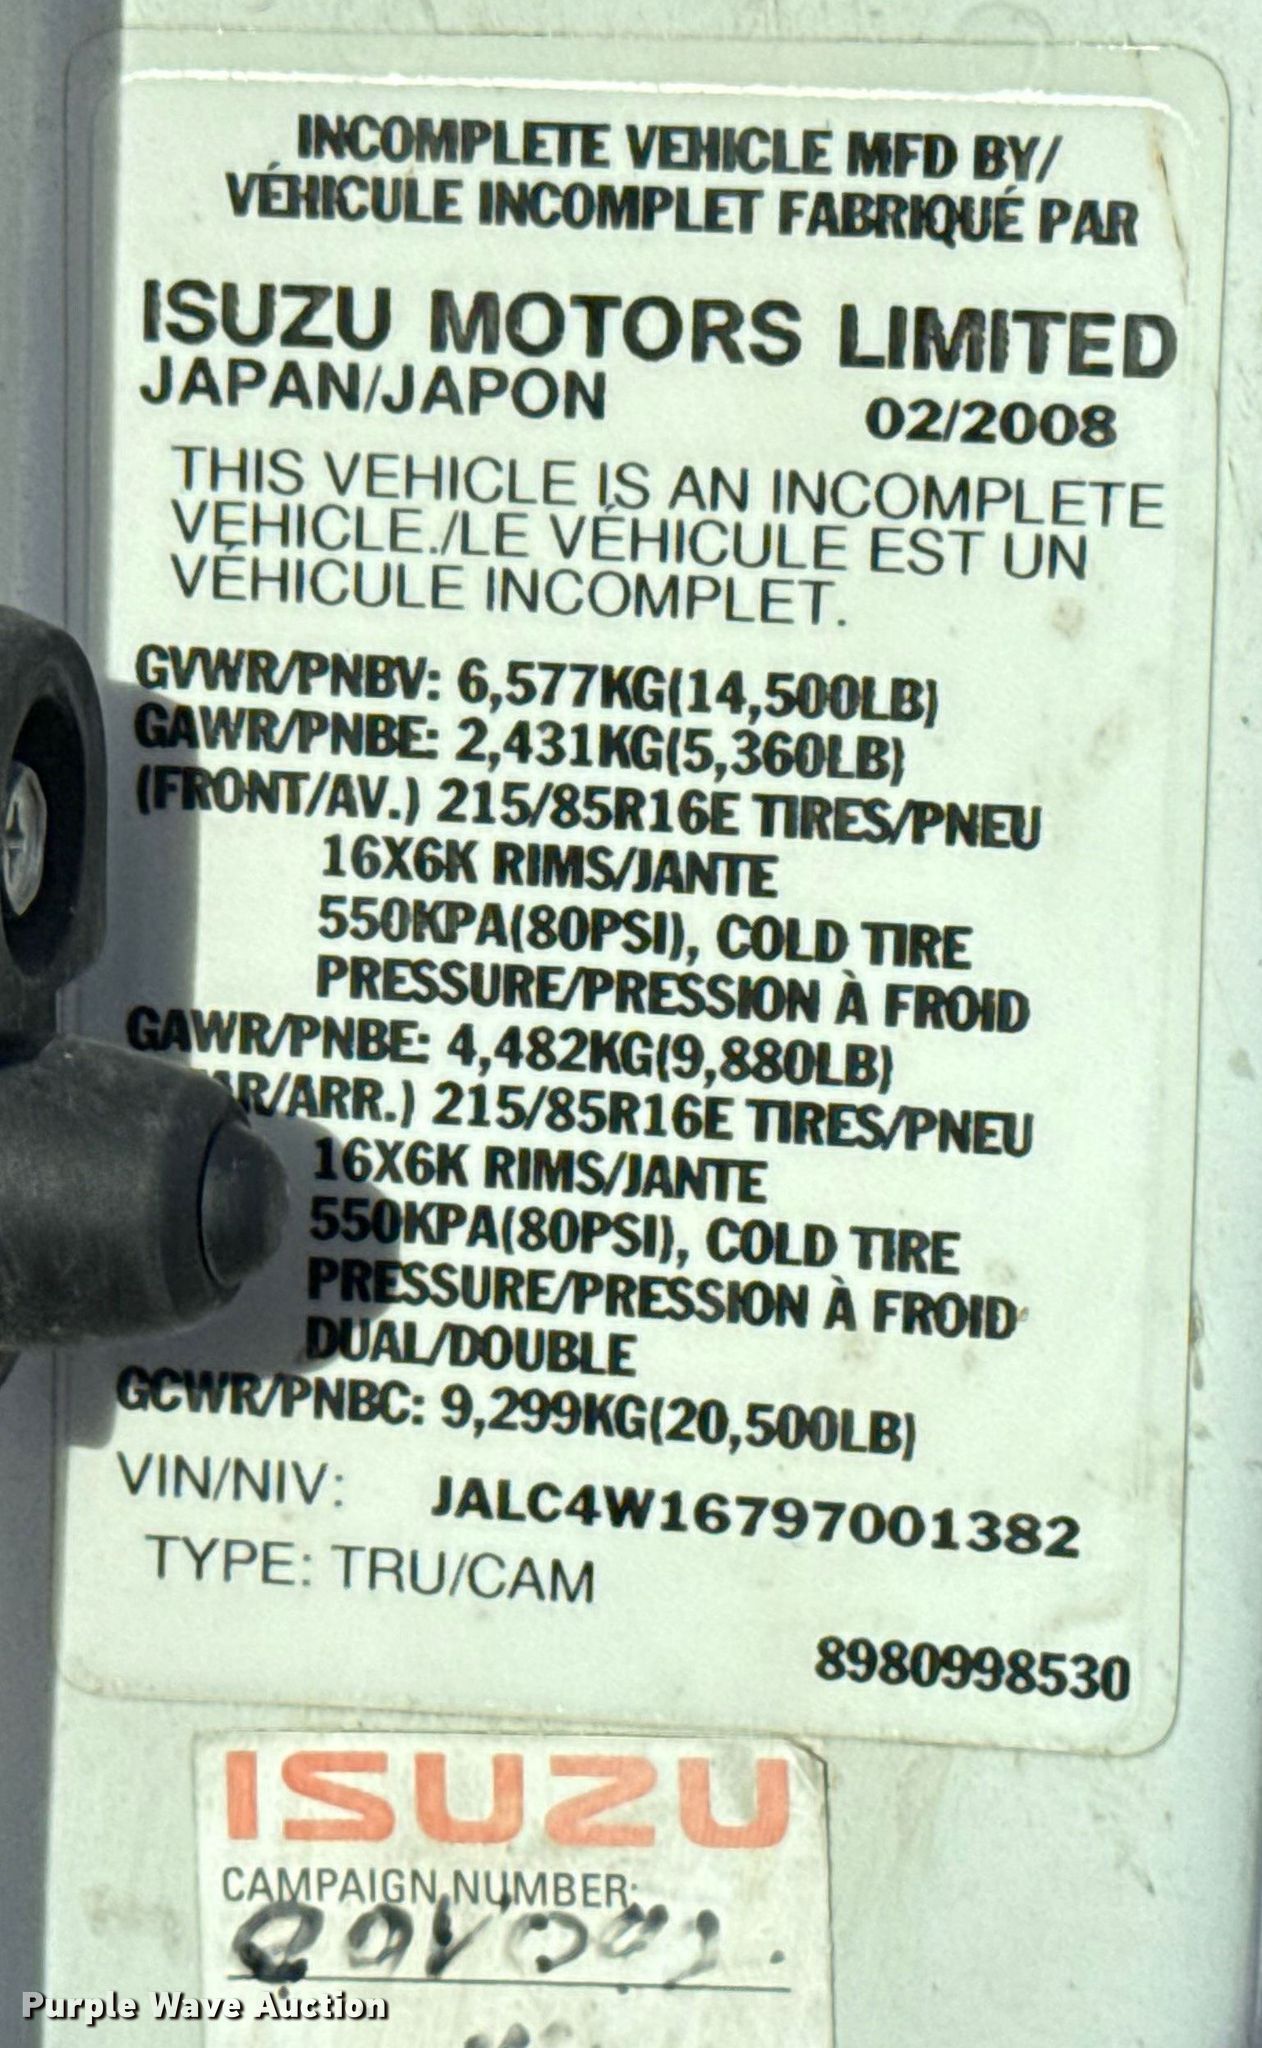 INCOMPLETE VEHICLE MFD BY/
VÉHICULE INCOMPLET FABRIQUÉ PAR
ISUZU MOTORS LIMITED
JAPAN/JAPON 02/2008
THIS VEHICLE IS AN INCOMPLETE
VEHICLE./LE VÉHICULE EST UN
VÉHICULE INCOMPLET.
GVWR/PNBV: 6,577KG(14,500LB)
GAWR/PNBE: 2,431KG(5,360LB)
(FRONT/AV.) 215/85R16E TIRES/PNEU
16X6K RIMS/JANTE
550KPA(80PSI), COLD TIRE
PRESSURE/PRESSION À FROID
GAWR/PNBE: 4,482KG(9,880LB)
/ARR.) 215/85R16E TIRES/PNEU
16X6K RIMS/JANTE
550KPA(80PSI), COLD TIRE
PRESSURE/PRESSION À FROID
DUAL/DOUBLE
GCWR/PNBC: 9,299KG(20,500LB)
VIN/NIV: JALC4W16797001382
TYPE: TRU/CAM
8980998530
ISUZU
CAMPAIGN NUMBER:
Purple Wave Auction